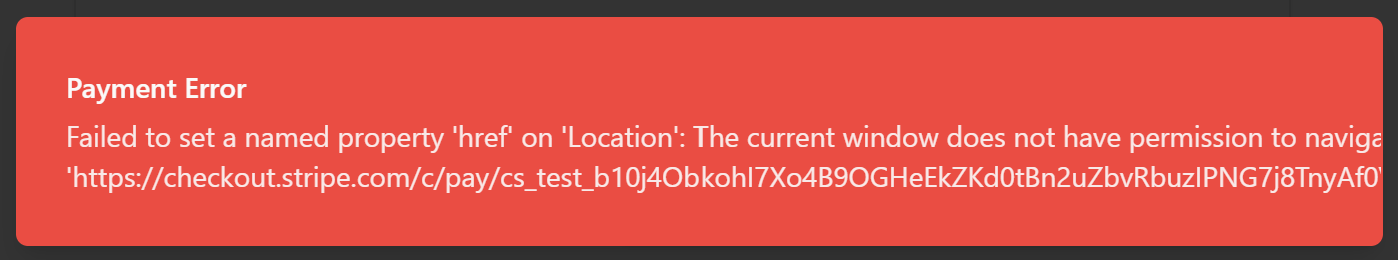 Payment Error
Failed to set a named property 'href' on 'Location': The current window does not have permission to naviga
'https://checkout.stripe.com/c/pay/cs_test_b10j4ObkohI7Xo4B9OGHeEkZKd0tBn2uZbvRbuzIPNG7j8TnyAf0